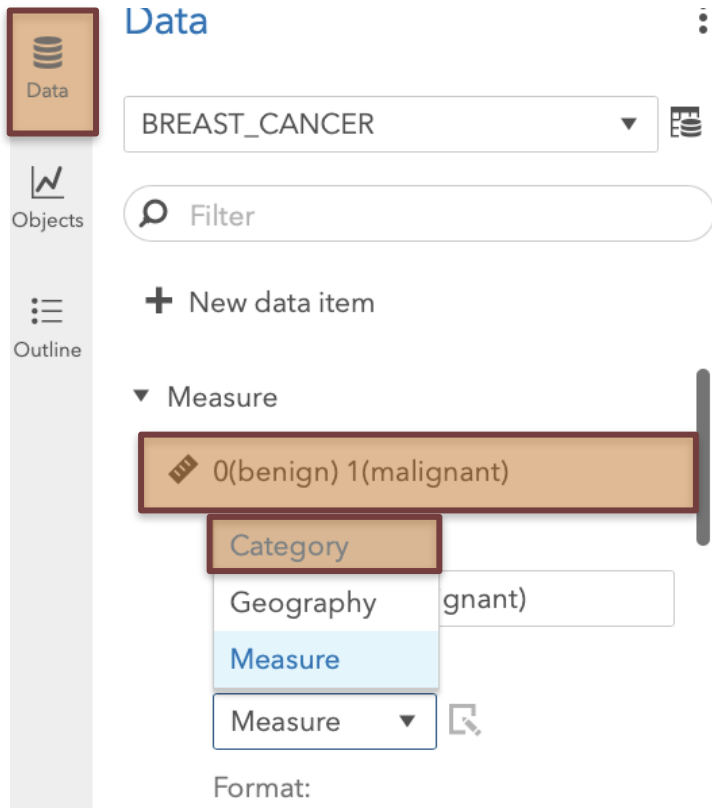 Data
Data
BREAST_CANCER
Filter
Objects
New data item
Outline
Measure
0(benign) 1(malignant)
Category
Geography
gnant)
Measure
Measure
Format: